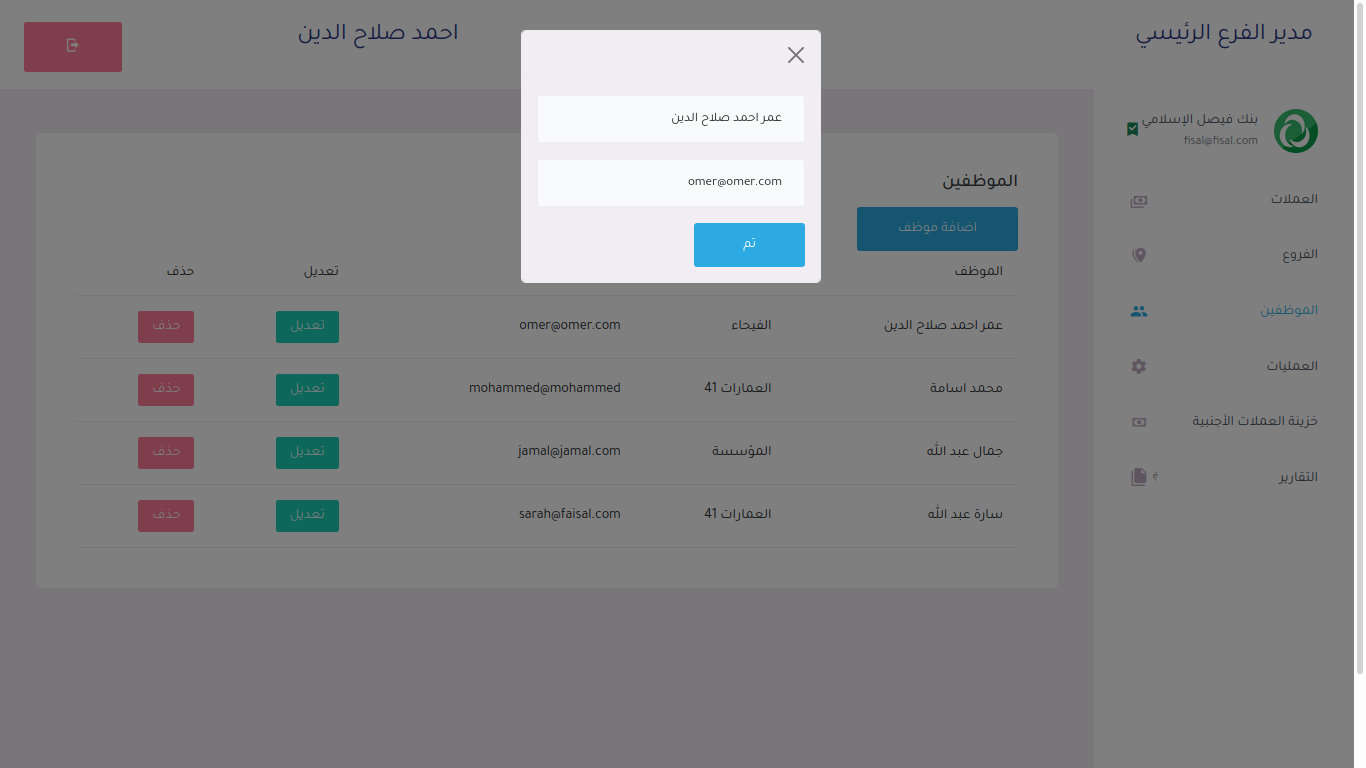 مدير الفرع الرئيسي
احمد صلاح الدين
بنك فيصل الإسلامي
fisal@fisal.com
العملات
الفروع
الموظفين
العمليات
خزينة العملات الأجنبية
التقارير
عمر احمد صلاح الدين
omer@omer.com
تم
الموظفين
اضافة موظف
الموظف تعديل حذف
عمر احمد صلاح الدين الفيحاء omer@omer.com تعديل حذف
محمد اسامة العمارات 41 mohammed@mohammed تعديل حذف
جمال عبد الله المؤسسة jamal@jamal.com تعديل حذف
سارة عبد الله العمارات 41 sarah@faisal.com تعديل حذف